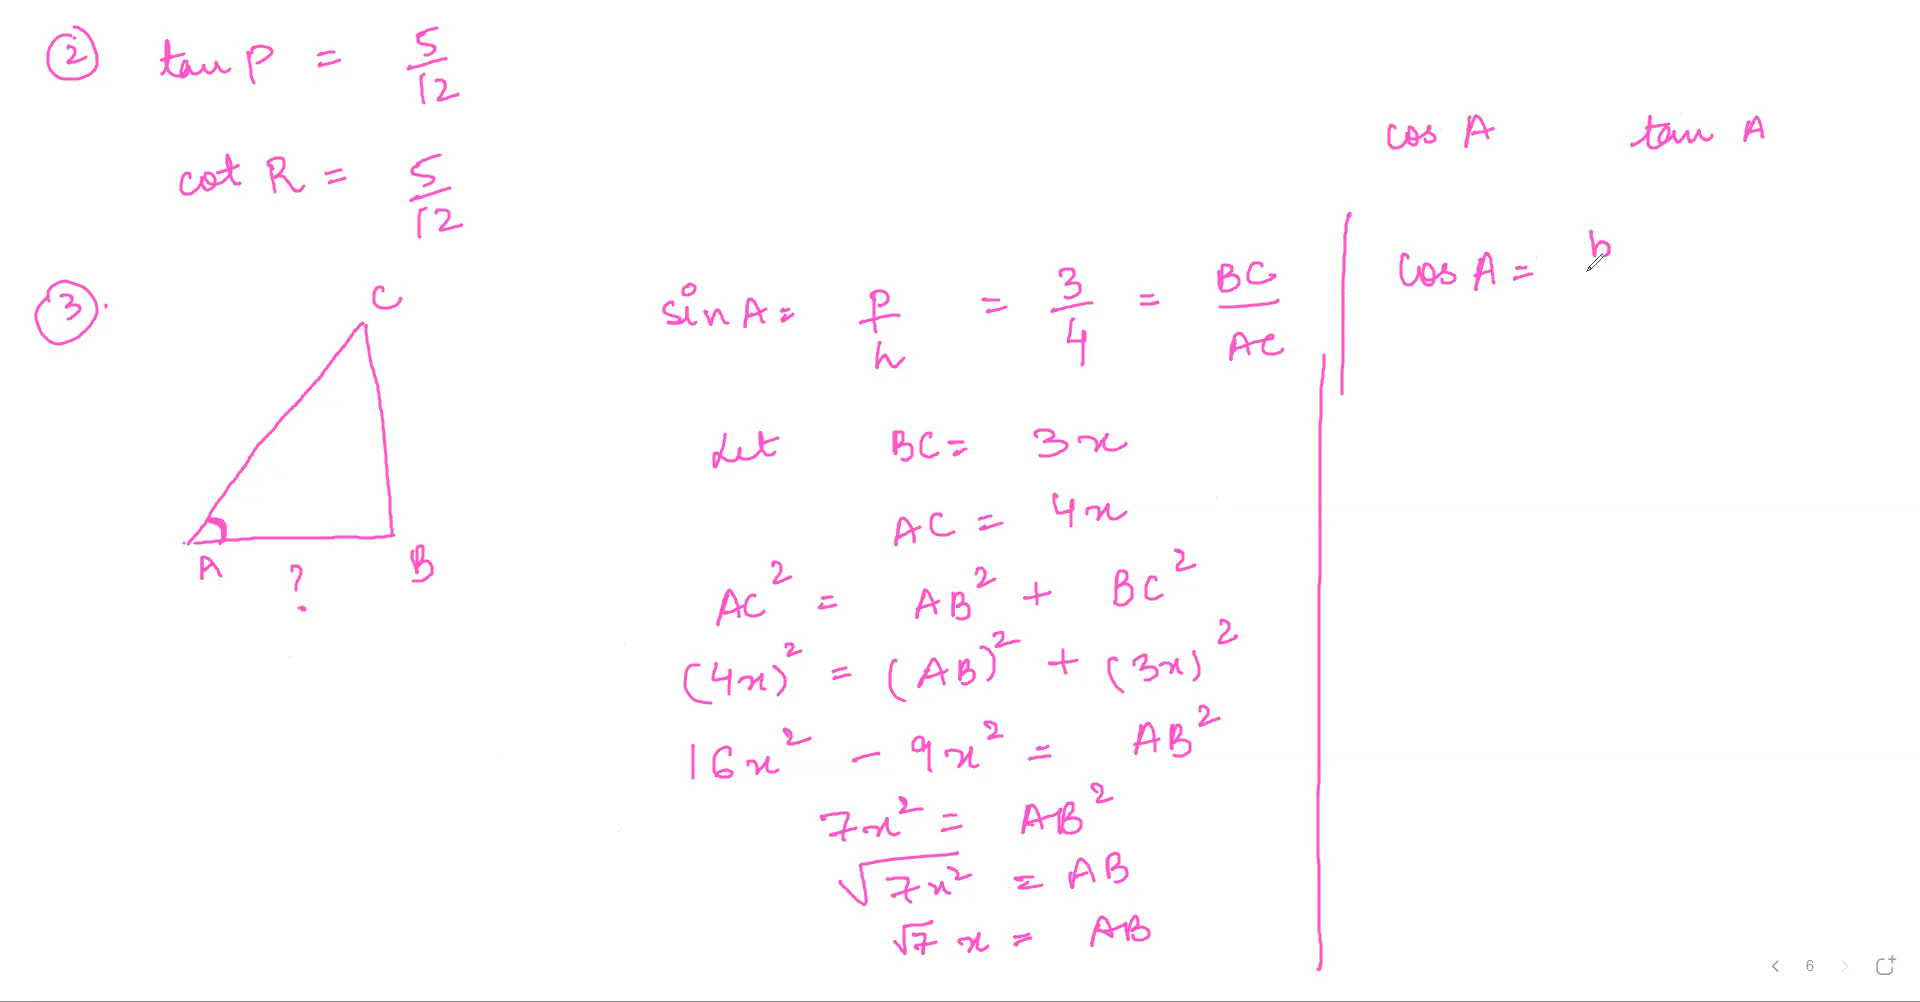 ② tan P = 5/12
cot R = 5/12
③.
C
A
B
?
sin A = p/h = 3/4 = BC/AC
Let BC = 3x
AC = 4x
AC² = AB² + BC²
(4x)² = (AB)² + (3x)²
16x² - 9x² = AB²
7x² = AB²
√7x² = AB
√7 x = AB
cos A tan A
cos A = b
< 6 >